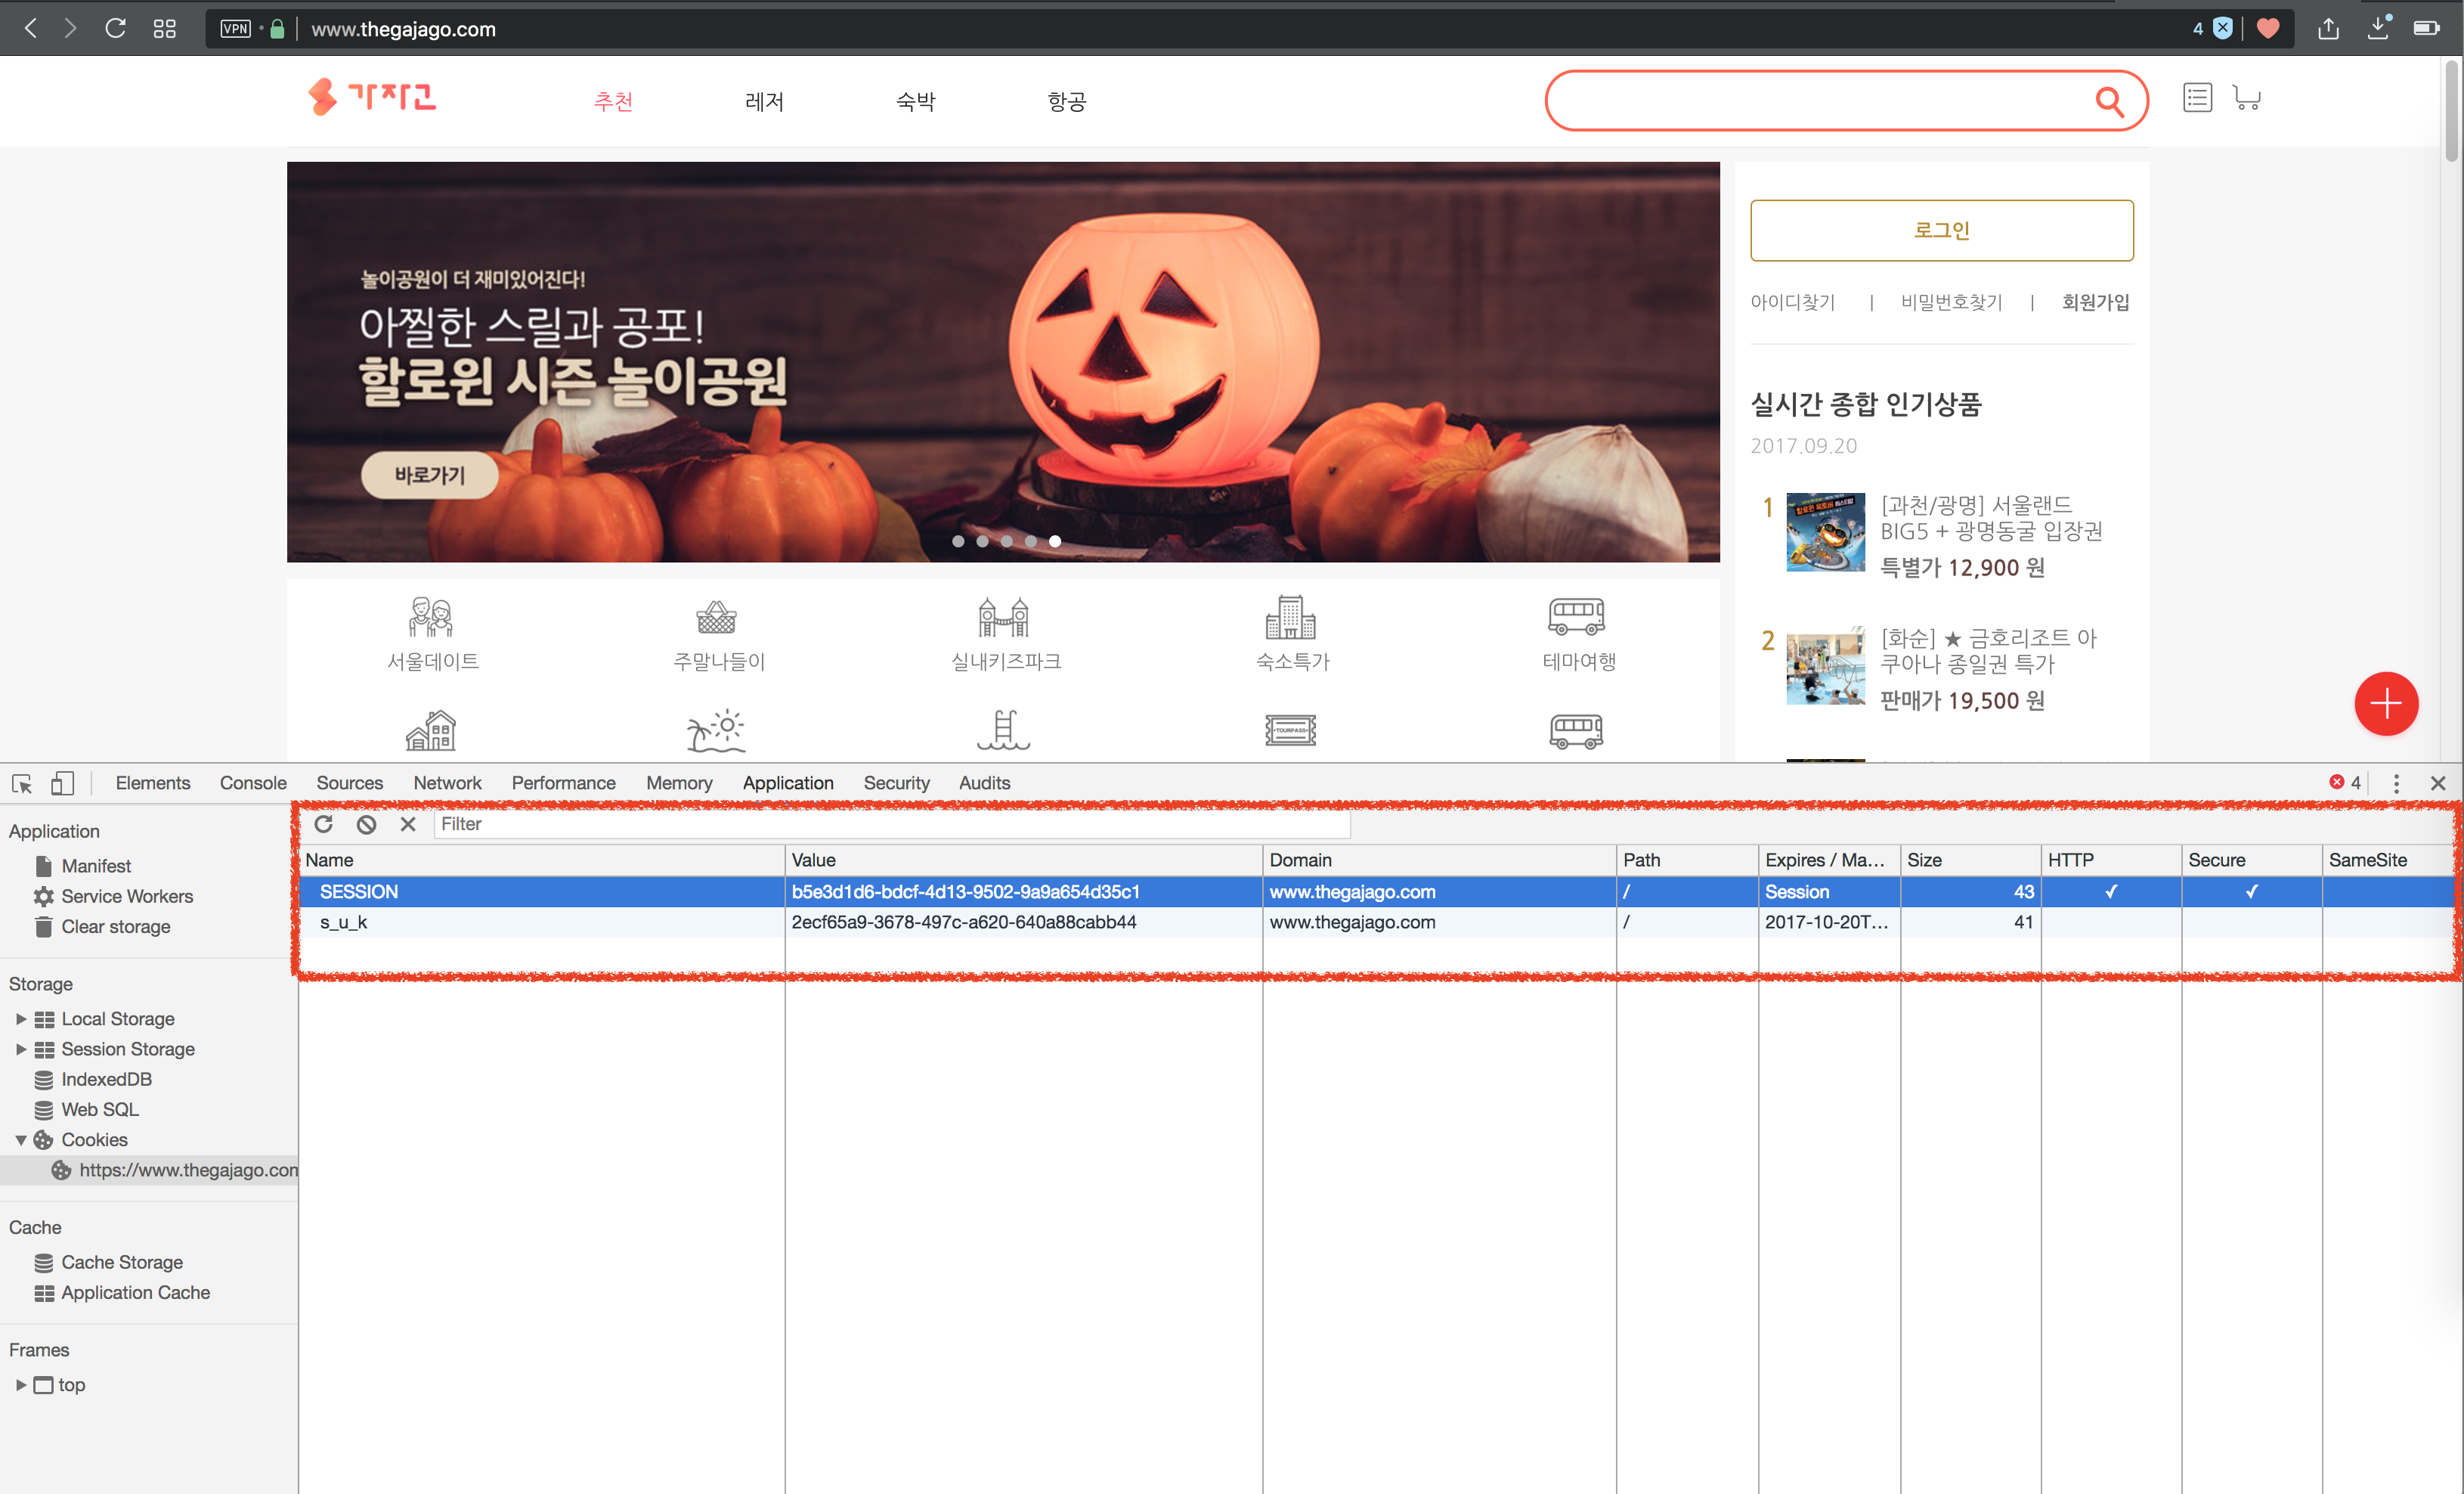 VPN www.thegajago.com 4
가자고 추천 레저 숙박 항공
놀이공원이 더 재미있어진다!
아찔한 스릴과 공포!
할로윈 시즌 놀이공원
바로가기
로그인
아이디찾기 | 비밀번호찾기 | 회원가입
실시간 종합 인기상품
2017.09.20
1
[과천/광명] 서울랜드
BIG5 + 광명동굴 입장권
특별가 12,900 원
2
[화순] ★ 금호리조트 아
쿠아나 종일권 특가
판매가 19,500 원
서울데이트 주말나들이 실내키즈파크 숙소특가 테마여행
TOURPASS
Elements Console Sources Network Performance Memory Application Security Audits 4
Application
Manifest
Service Workers
Clear storage
Storage
Local Storage
Session Storage
IndexedDB
Web SQL
Cookies
https://www.thegajago.com
Cache
Cache Storage
Application Cache
Frames
top
Filter
Name Value Domain Path Expires / Ma... Size HTTP Secure SameSite
SESSION b5e3d1d6-bdcf-4d13-9502-9a9a654d35c1 www.thegajago.com / Session 43 ✓ ✓
s_u_k 2ecf65a9-3678-497c-a620-640a88cabb44 www.thegajago.com / 2017-10-20T... 41